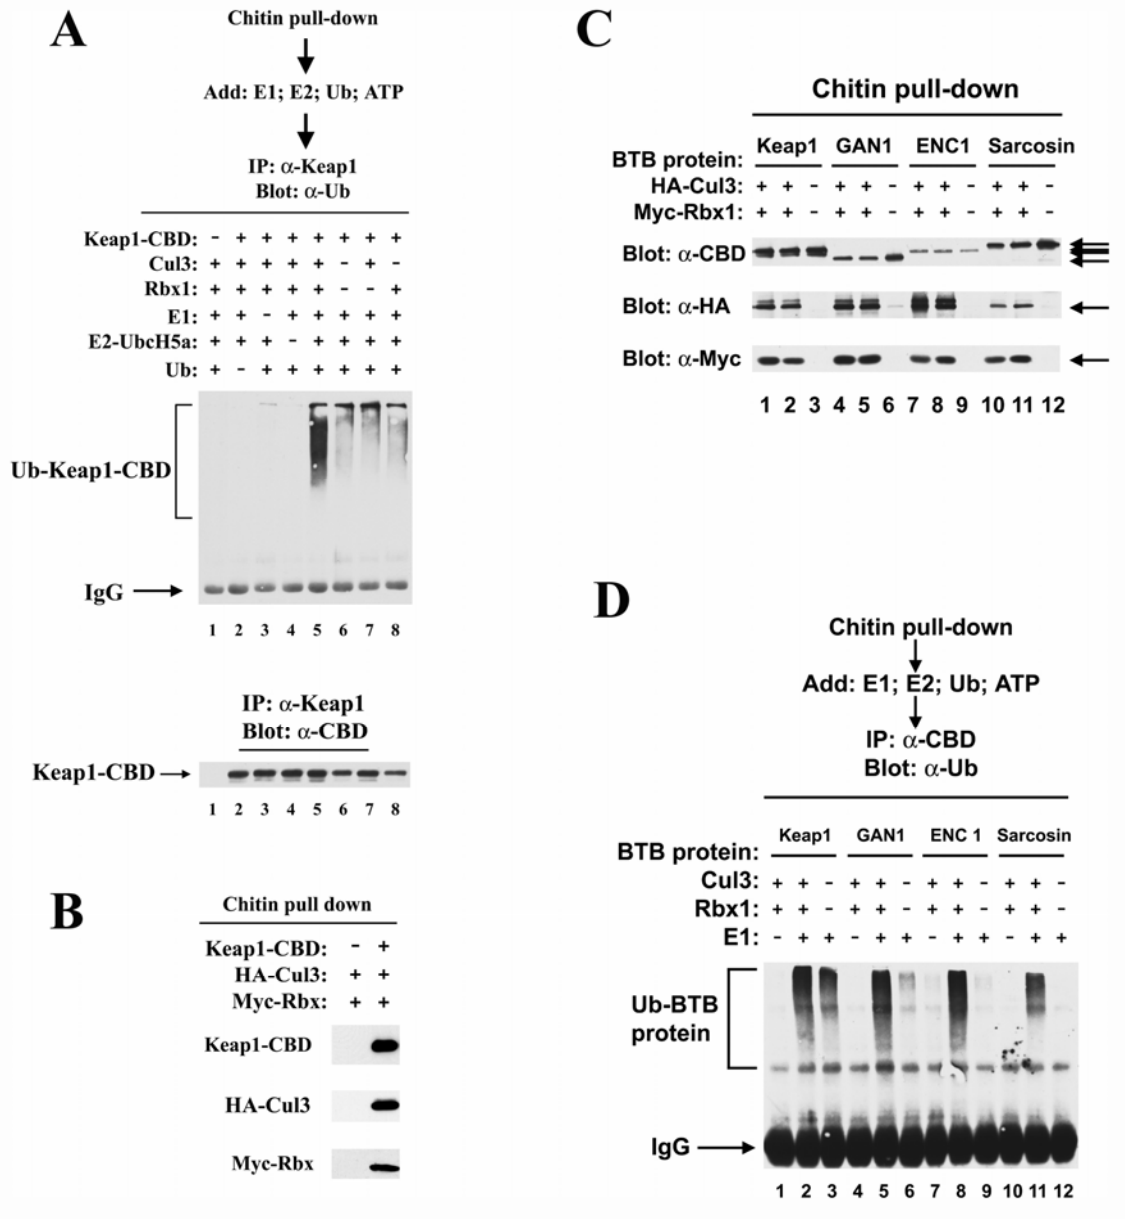 A
Chitin pull-down
Add: E1; E2; Ub; ATP
IP: α-Keap1
Blot: α-Ub
Keap1-CBD: - + + + + + + +
Cul3: + + + + + - + -
Rbx1: + + + + + - - +
E1: + + - + + + + +
E2-UbcH5a: + + + - + + + +
Ub: + - + + + + + +
Ub-Keap1-CBD
IgG
1 2 3 4 5 6 7 8
IP: α-Keap1
Blot: α-CBD
Keap1-CBD
1 2 3 4 5 6 7 8
B
Chitin pull down
Keap1-CBD: - +
HA-Cul3: + +
Myc-Rbx: + +
Keap1-CBD
HA-Cul3
Myc-Rbx
C
Chitin pull-down
BTB protein: Keap1 GAN1 ENC1 Sarcosin
HA-Cul3: + + - + + - + + - + + -
Myc-Rbx1: + + - + + - + + - + + -
Blot: α-CBD
Blot: α-HA
Blot: α-Myc
1 2 3 4 5 6 7 8 9 10 11 12
D
Chitin pull-down
Add: E1; E2; Ub; ATP
IP: α-CBD
Blot: α-Ub
BTB protein: Keap1 GAN1 ENC 1 Sarcosin
Cul3: + + - + + - + + - + + -
Rbx1: + + - + + - + + - + + -
E1: - + + - + + - + + - + +
Ub-BTB
protein
IgG
1 2 3 4 5 6 7 8 9 10 11 12